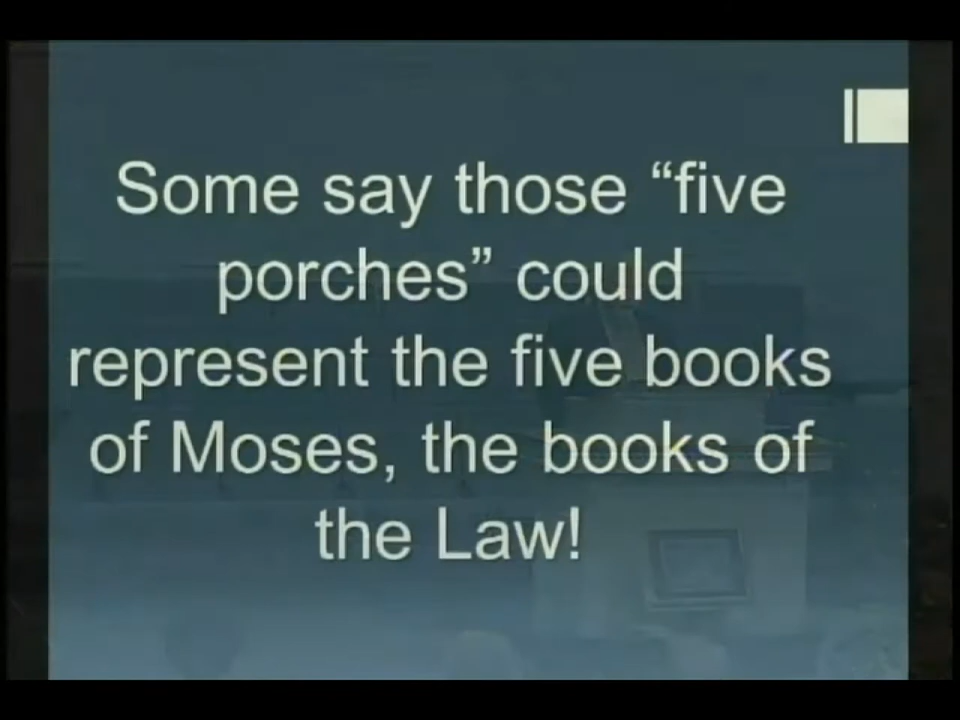 Some say those “five
porches” could
represent the five books
of Moses, the books of
the Law!